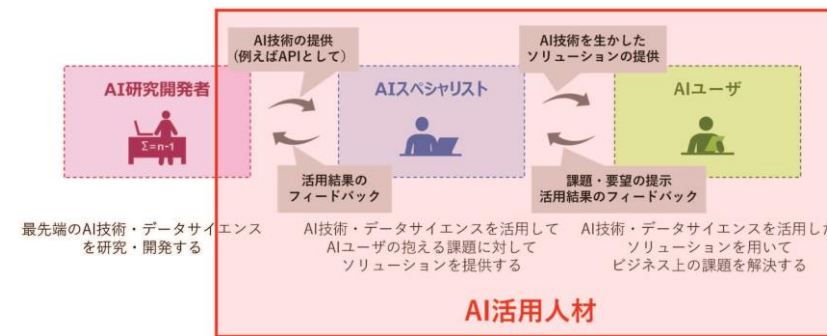 AI技術の提供
(例えばAPIとして)
AI技術を生かした
ソリューションの提供
AI研究開発者
Σ=n-1
AIスペシャリスト
AIユーザ
活用結果の
フィードバック
課題・要望の提示
活用結果のフィードバック
最先端のAI技術・データサイエンス
を研究・開発する
AI技術・データサイエンスを活用して
AIユーザの抱える課題に対して
ソリューションを提供する
AI技術・データサイエンスを活用した
ソリューションを用いて
ビジネス上の課題を解決する
AI活用人材